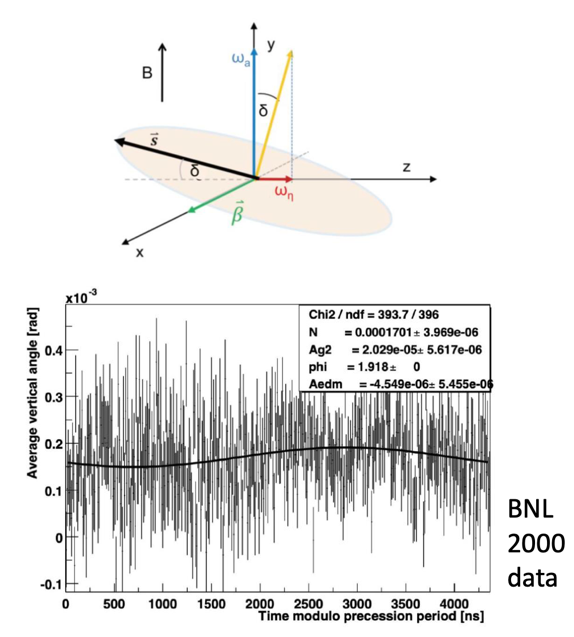 y
ωa
B
δ
s
δ
z
ωη
β
x
x10⁻³
Average vertical angle [rad]
0.4
0.3
0.2
0.1
0
-0.1
Chi2 / ndf = 393.7 / 396
N = 0.0001701± 3.969e-06
Ag2 = 2.029e-05± 5.617e-06
phi = 1.918± 0
Aedm = -4.549e-06± 5.455e-06
0 500 1000 1500 2000 2500 3000 3500 4000
Time modulo precession period [ns]
BNL
2000
data